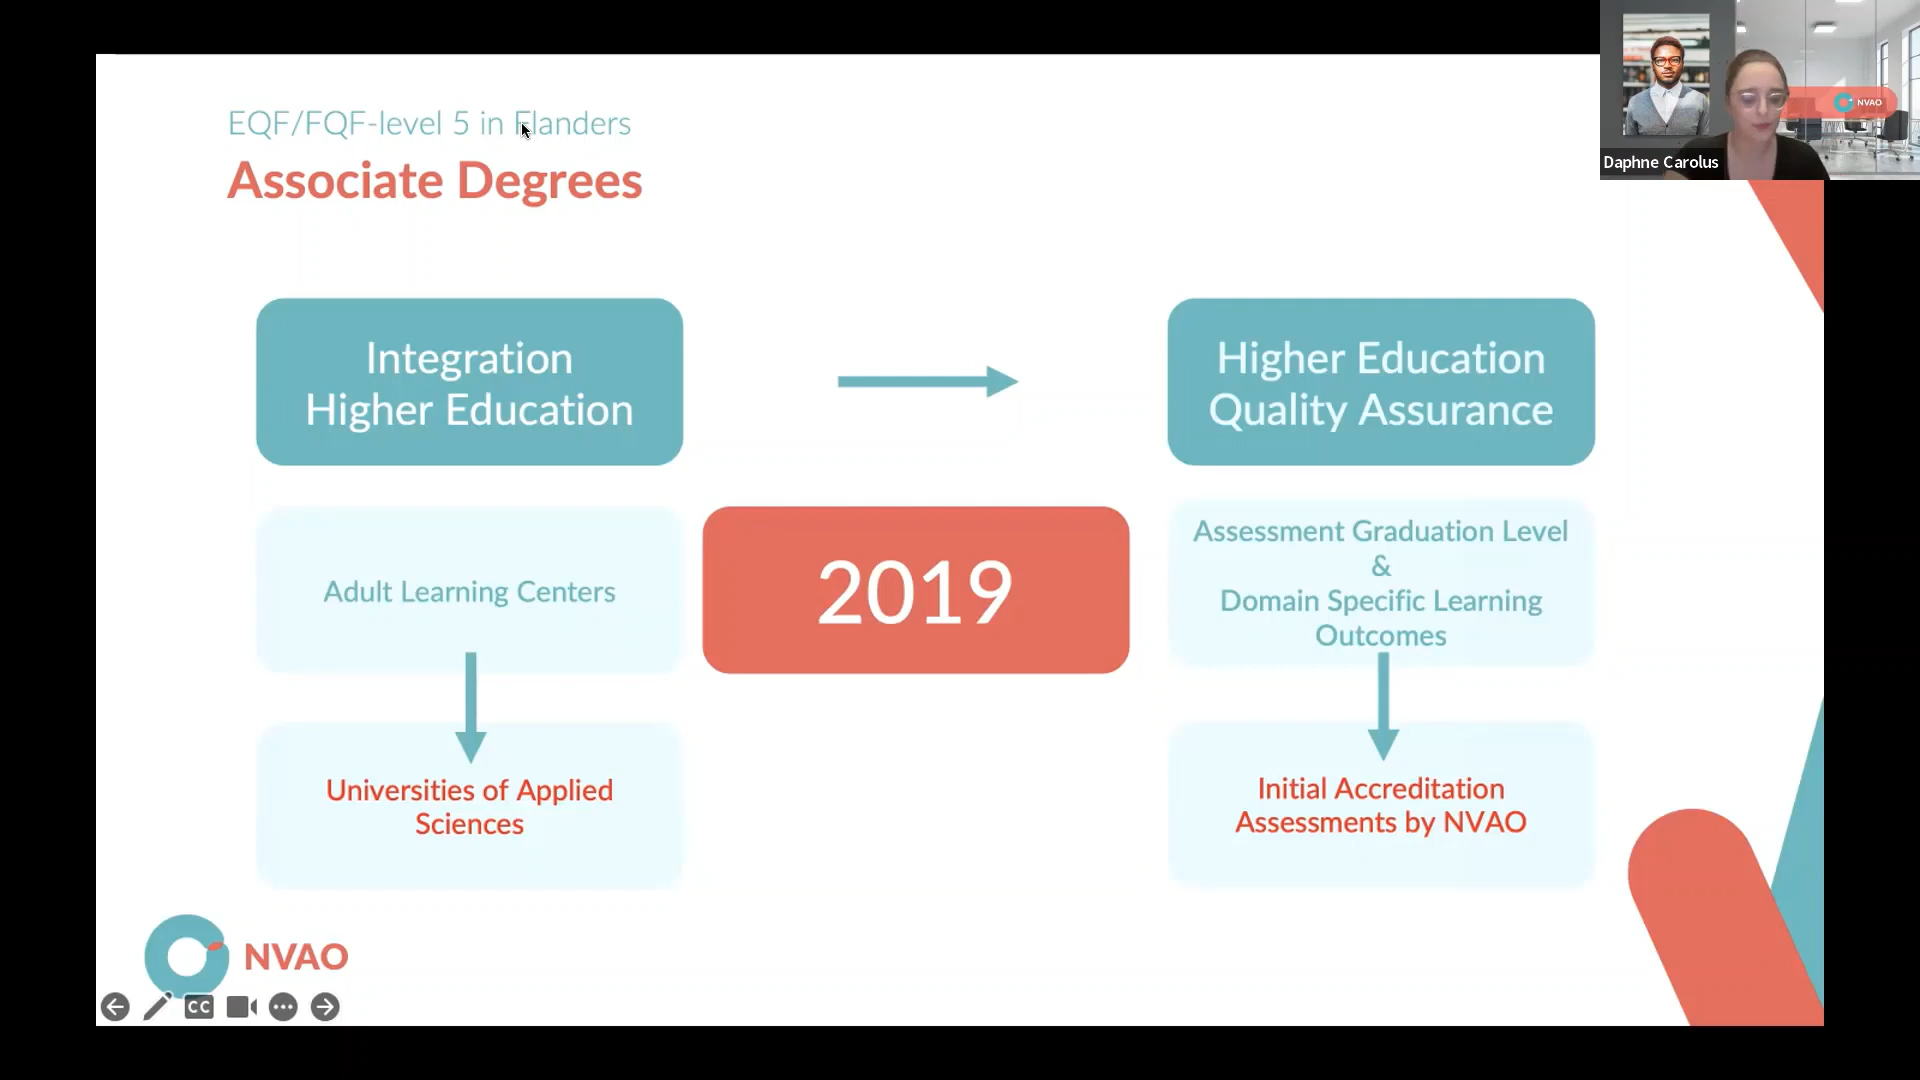 EQF/FQF-level 5 in Flanders
Associate Degrees
Integration
Higher Education
Higher Education
Quality Assurance
Adult Learning Centers
2019
Assessment Graduation Level
&
Domain Specific Learning
Outcomes
Universities of Applied
Sciences
Initial Accreditation
Assessments by NVAO
NVAO
CC
NVAO
Daphne Carolus